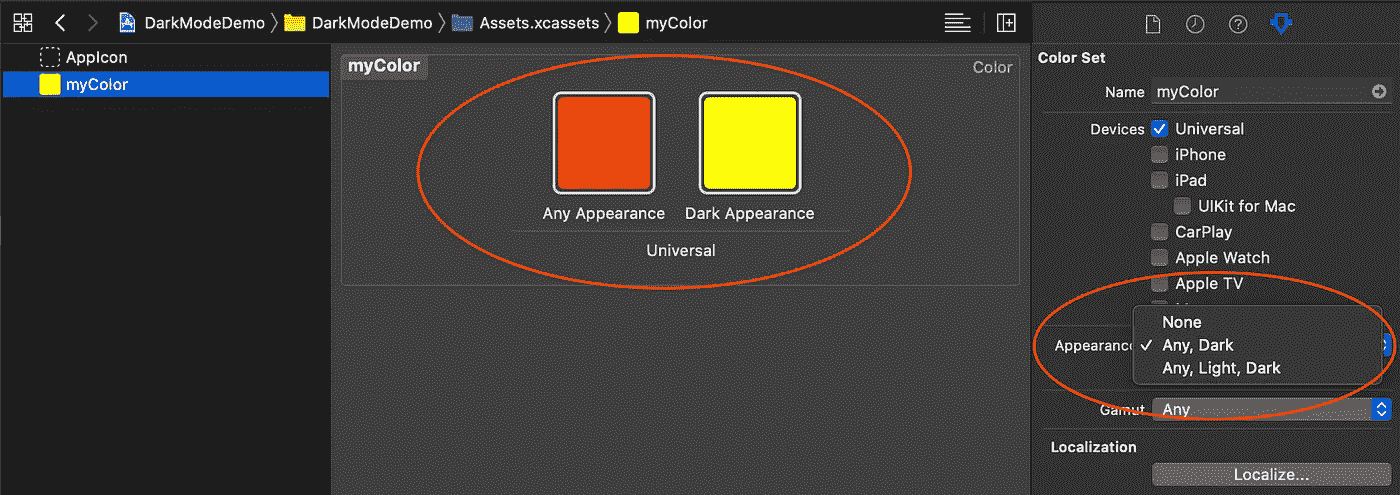 DarkModeDemo DarkModeDemo Assets.xcassets myColor
AppIcon
myColor
myColor
Color
Any Appearance Dark Appearance
Universal
Color Set
Name myColor
Devices Universal
iPhone
iPad
UIKit for Mac
CarPlay
Apple Watch
Apple TV
None
Appearance Any, Dark
Any, Light, Dark
Gamut Any
Localization
Localize...